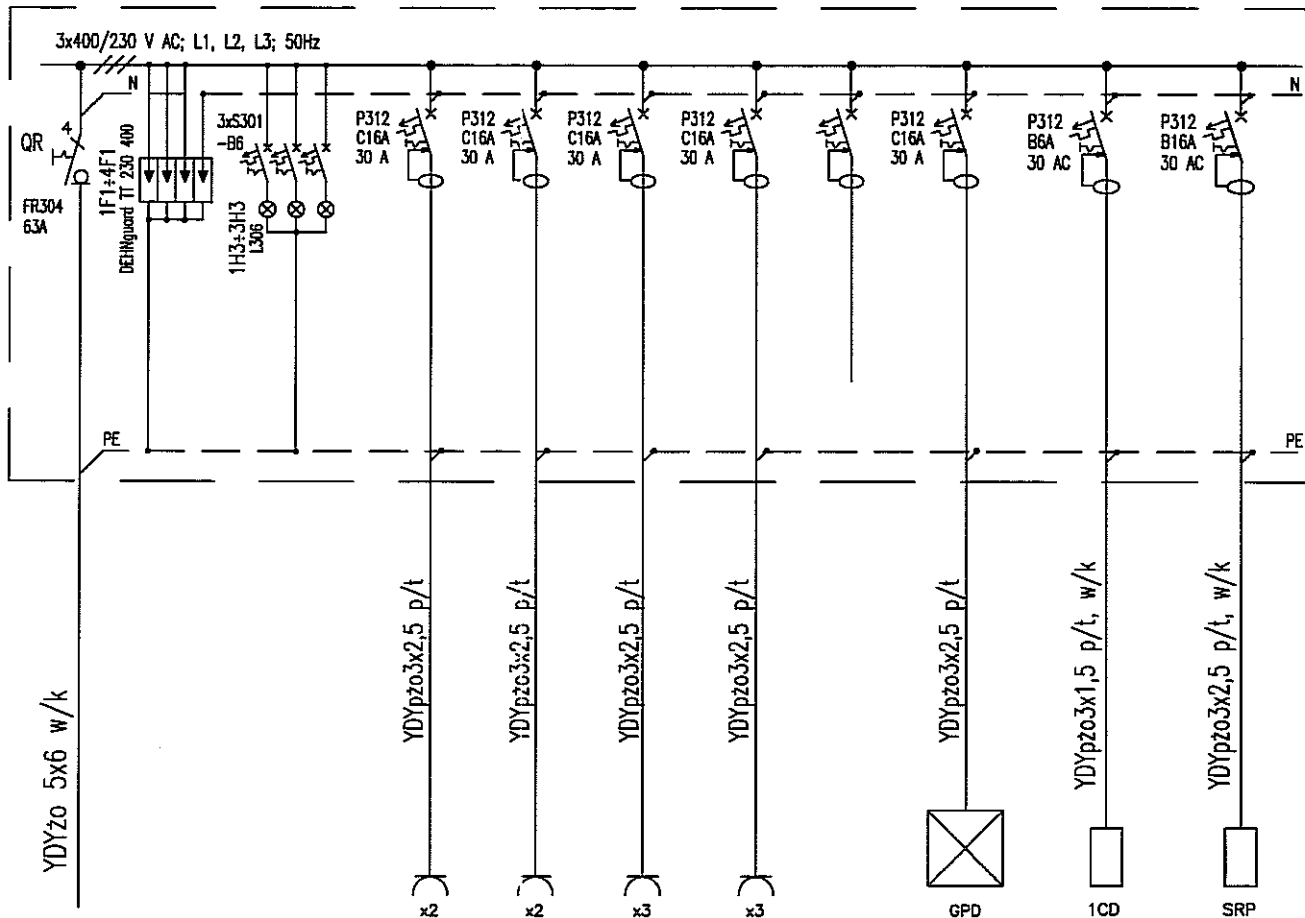 3x400/230 V AC; L1, L2, L3; 50Hz
N
N
QR
4
FR304
63A
1F1÷4F1
DEHNguard TT 230 400
3xS301
-B6
1H3÷3H3
L306
P312
C16A
30 A
P312
C16A
30 A
P312
C16A
30 A
P312
C16A
30 A
P312
C16A
30 A
P312
B6A
30 AC
P312
B16A
30 AC
PE
PE
YDYżo 5x6 w/k
YDYpżo3x2,5 p/t
YDYpżo3x2,5 p/t
YDYpżo3x2,5 p/t
YDYpżo3x2,5 p/t
YDYpżo3x2,5 p/t
YDYpżo3x1,5 p/t, w/k
YDYpżo3x2,5 p/t, w/k
x2
x2
x3
x3
GPD
1CD
SRP